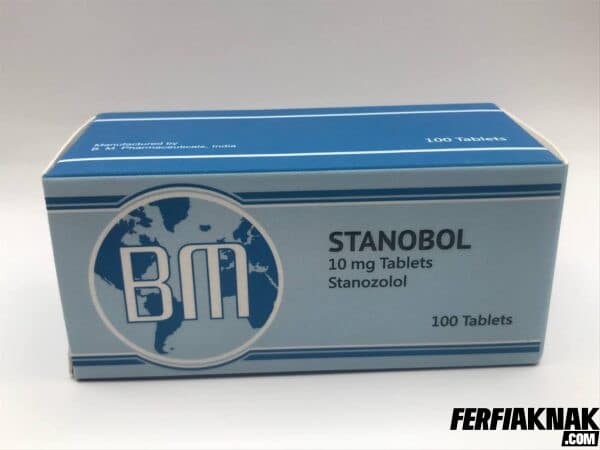 Manufactured by
B. M. Pharmaceuticals, India
100 Tablets
BM
STANOBOL
10 mg Tablets
Stanozolol
100 Tablets
FERFIAKNAK
.COM